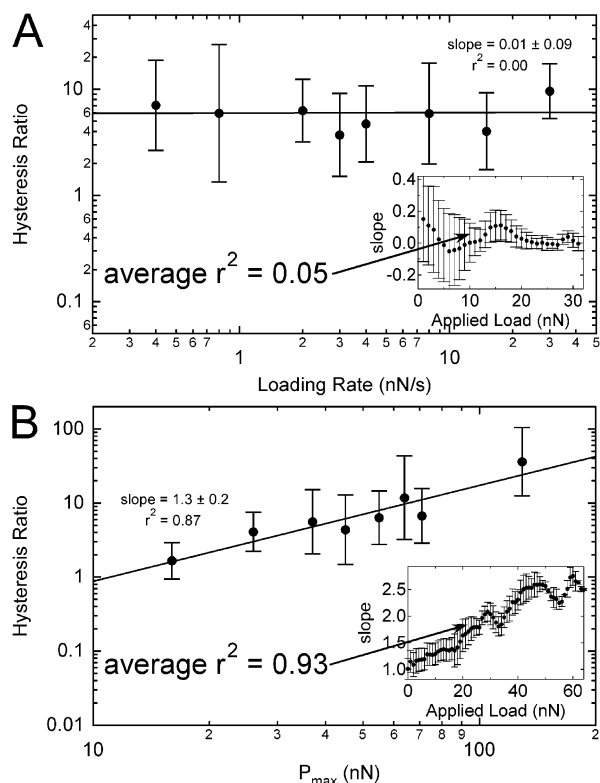 A
4
2
10
6
4
2
1
6
4
2
0.1
6
Hysteresis Ratio
slope = 0.01 ± 0.09
r² = 0.00
average r² = 0.05
0.4
0.2
0.0
-0.2
slope
0 10 20 30
Applied Load (nN)
2 3 4 5 6 7 1 2 3 4 5 6 7 10 2 3 4 5
Loading Rate (nN/s)
B
100
10
1
0.1
0.01
Hysteresis Ratio
slope = 1.3 ± 0.2
r² = 0.87
average r² = 0.93
2.5
2.0
1.5
1.0
slope
0 20 40 60
Applied Load (nN)
10 2 3 4 5 6 7 8 9 100 2
Pmax (nN)